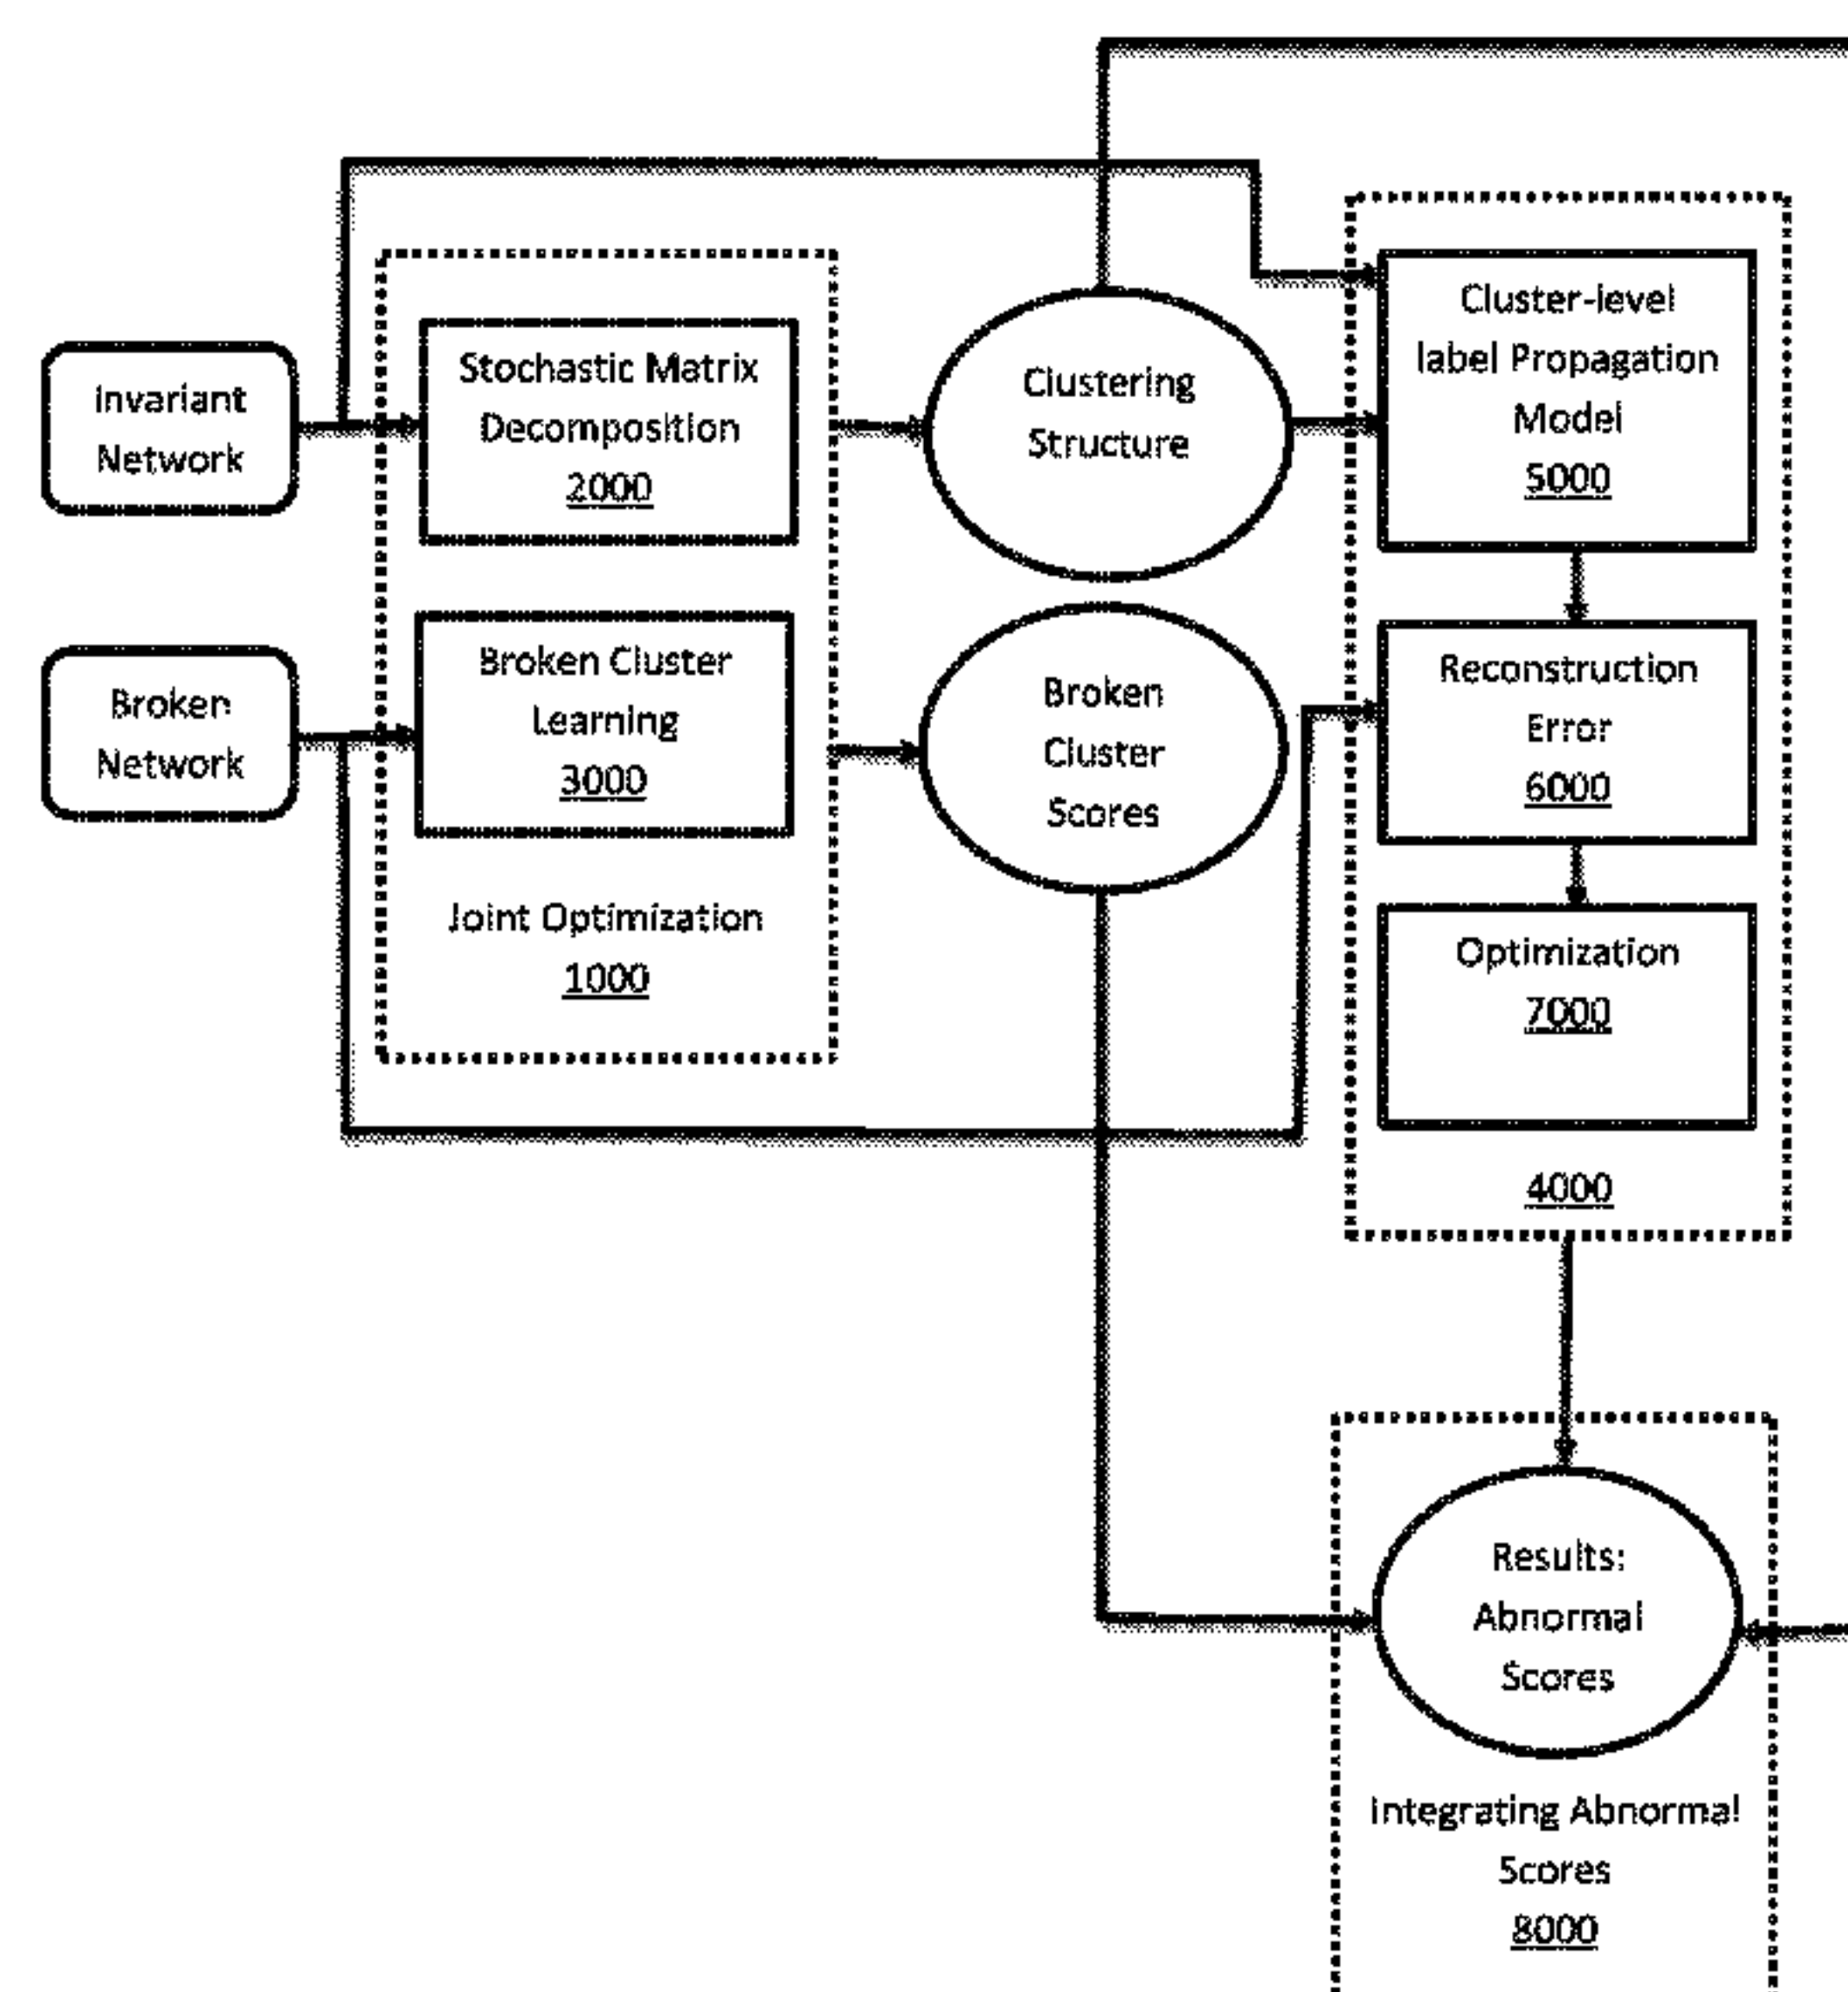 Invariant
Network
Stochastic Matrix
Decomposition
2000
Clustering
Structure
Cluster-level
label Propagation
Model
5000
Broken
Network
Broken Cluster
Learning
3000
Joint Optimization
1000
Broken
Cluster
Scores
Reconstruction
Error
6000
Optimization
7000
4000
Results:
Abnormal
Scores
Integrating Abnormal
Scores
8000